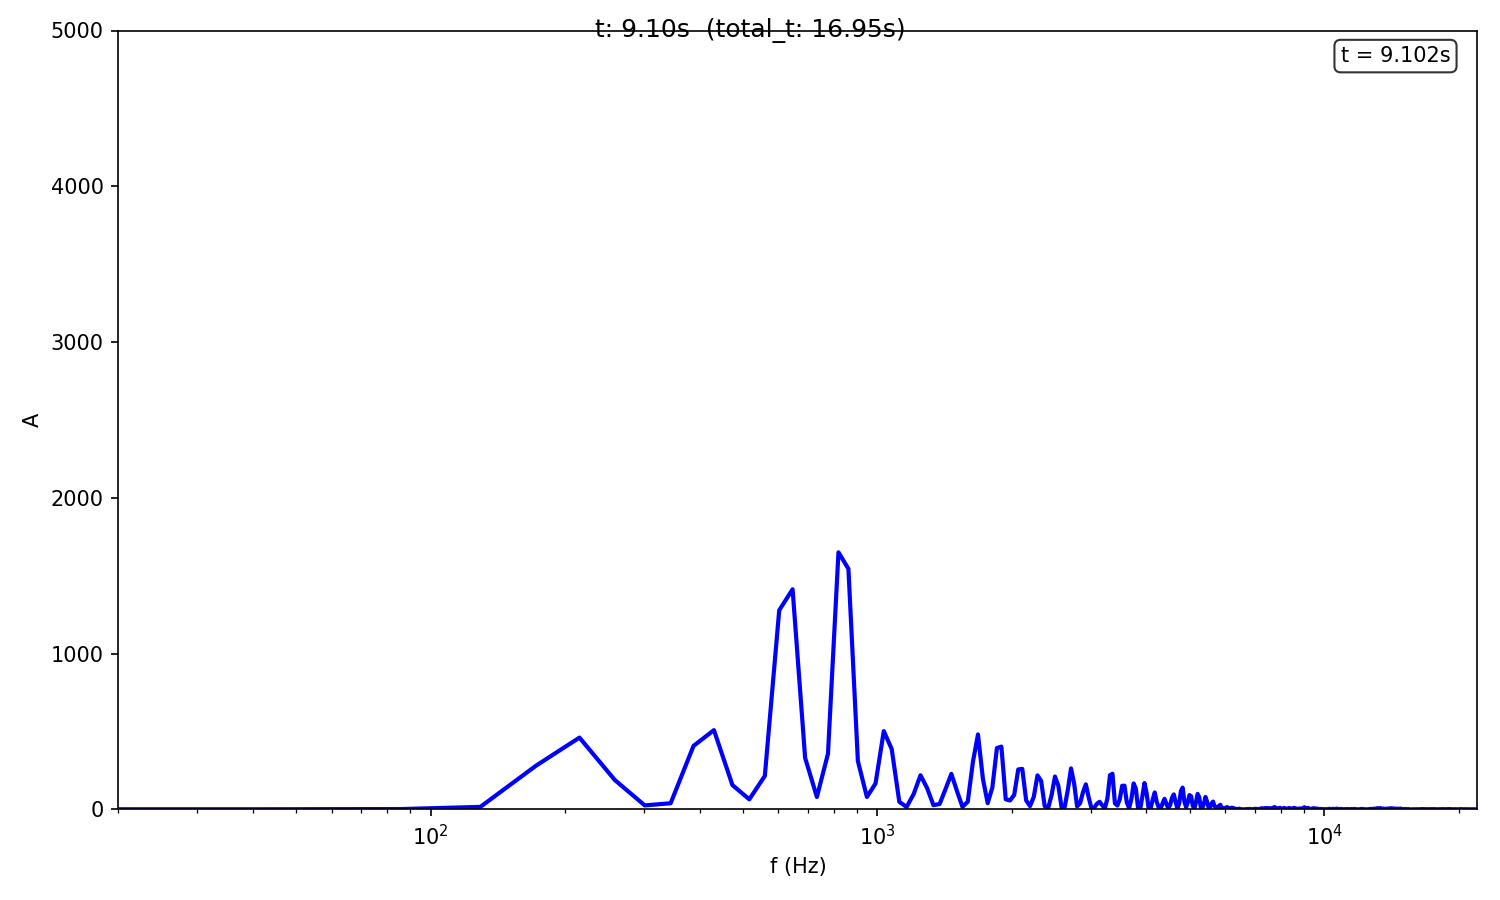 t: 9.10s  (total_t: 16.95s)
t = 9.102s
5000
4000
3000
2000
1000
0
A
10²
10³
10⁴
f (Hz)